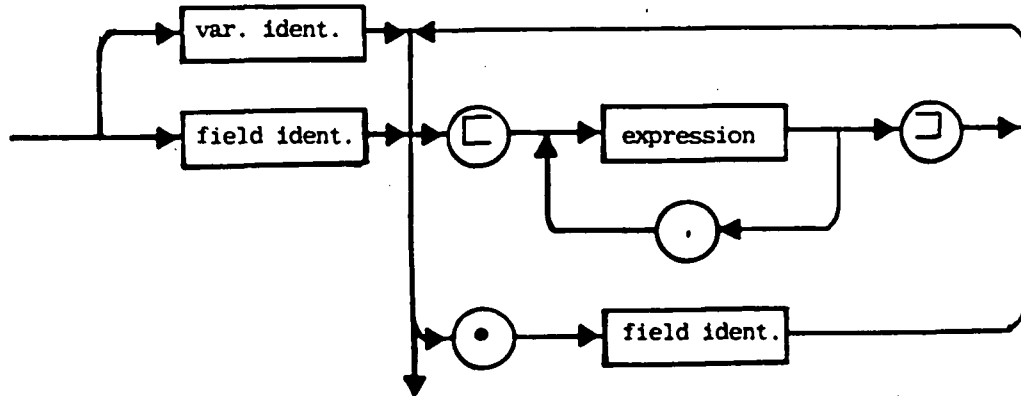 var. ident.
field ident.
[
expression
]
,
•
field ident.